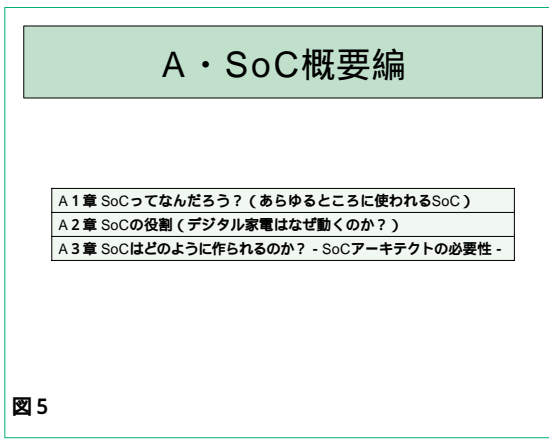 A・SoC概要編
A1章 SoCってなんだろう?(あらゆるところに使われるSoC)
A2章 SoCの役割(デジタル家電はなぜ動くのか?)
A3章 SoCはどのように作られるのか? - SoCアーキテクトの必要性 -
図5